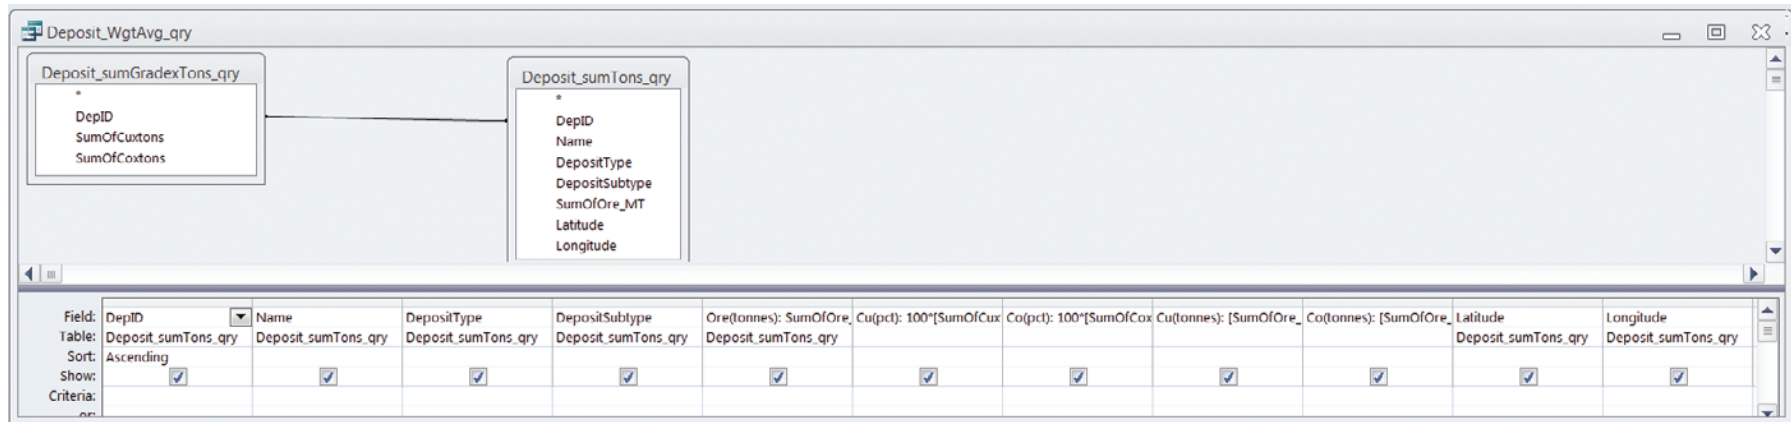 Deposit_WgtAvg_qry
Deposit_sumGradexTons_qry
*
DepID
SumOfCuxtons
SumOfCoxtons
Deposit_sumTons_qry
*
DepID
Name
DepositType
DepositSubtype
SumOfOre_MT
Latitude
Longitude
Field: DepID Name DepositType DepositSubtype Ore(tonnes): SumOfOre_ Cu(pct): 100*[SumOfCux Co(pct): 100*[SumOfCox Cu(tonnes): [SumOfOre_ Co(tonnes): [SumOfOre_ Latitude Longitude
Table: Deposit_sumTons_qry Deposit_sumTons_qry Deposit_sumTons_qry Deposit_sumTons_qry Deposit_sumTons_qry Deposit_sumTons_qry Deposit_sumTons_qry
Sort: Ascending
Show:
Criteria:
or: